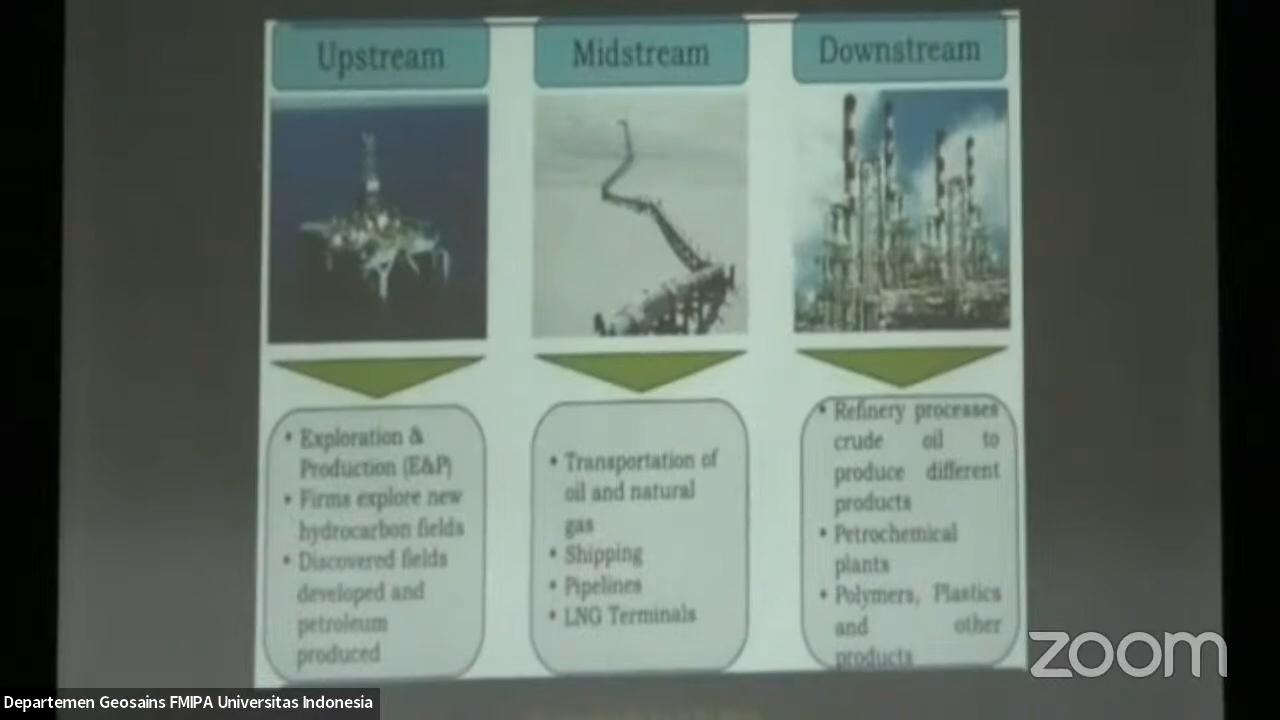 Upstream
Midstream
Downstream
• Exploration &
Production (E&P)
• Firms explore new
hydrocarbon fields
• Discovered fields
developed and
petroleum
produced
• Transportation of
oil and natural
gas
• Shipping
• Pipelines
• LNG Terminals
• Refinery processes
crude oil to
produce different
products
• Petrochemical
plants
• Polymers, Plastics
and other
products
zoom
Departemen Geosains FMIPA Universitas Indonesia